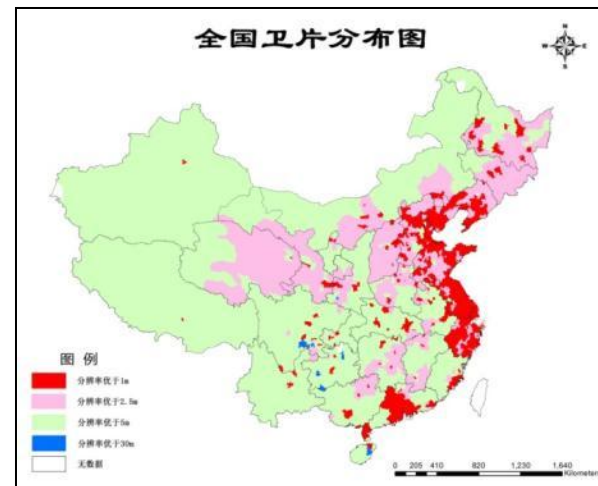 全国卫片分布图
N
W E
S
图 例
分辨率优于1m
分辨率优于2.5m
分辨率优于5m
分辨率优于30m
无数据
0 205 410 820 1,230 1,640
Kilometers